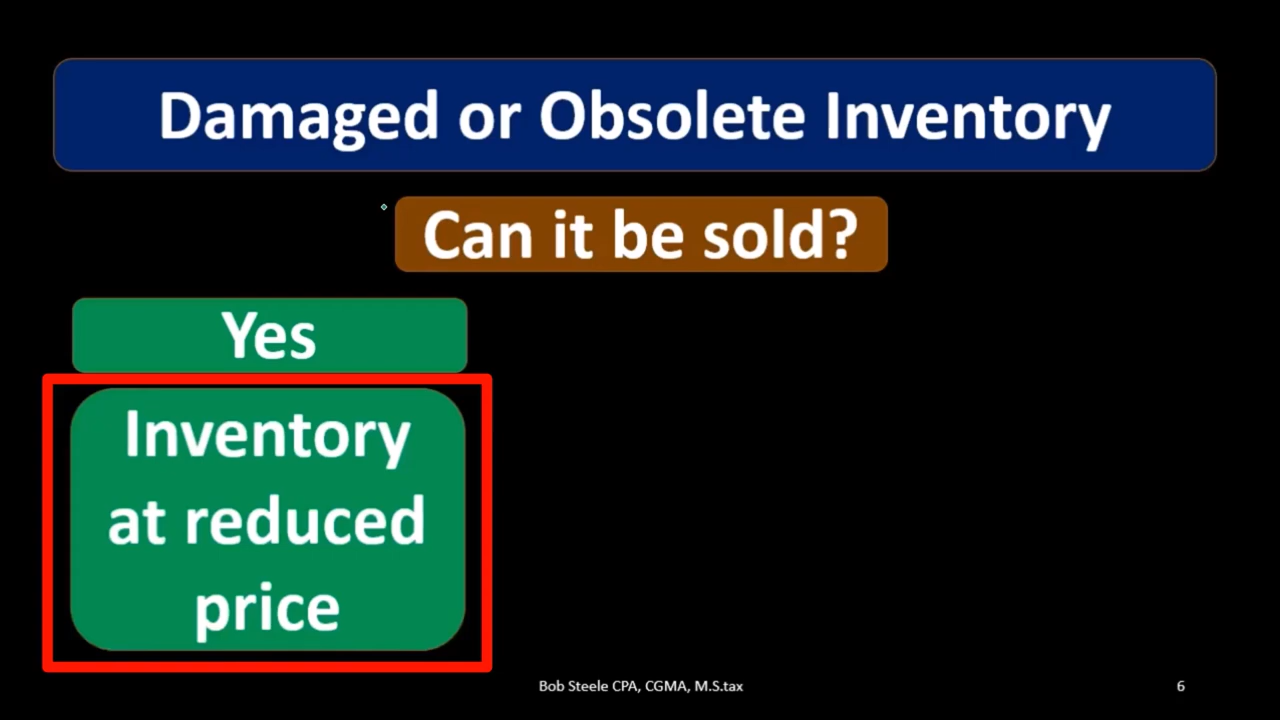 Damaged or Obsolete Inventory
Can it be sold?
Yes
Inventory
at reduced
price
Bob Steele CPA, CGMA, M.S.tax
6